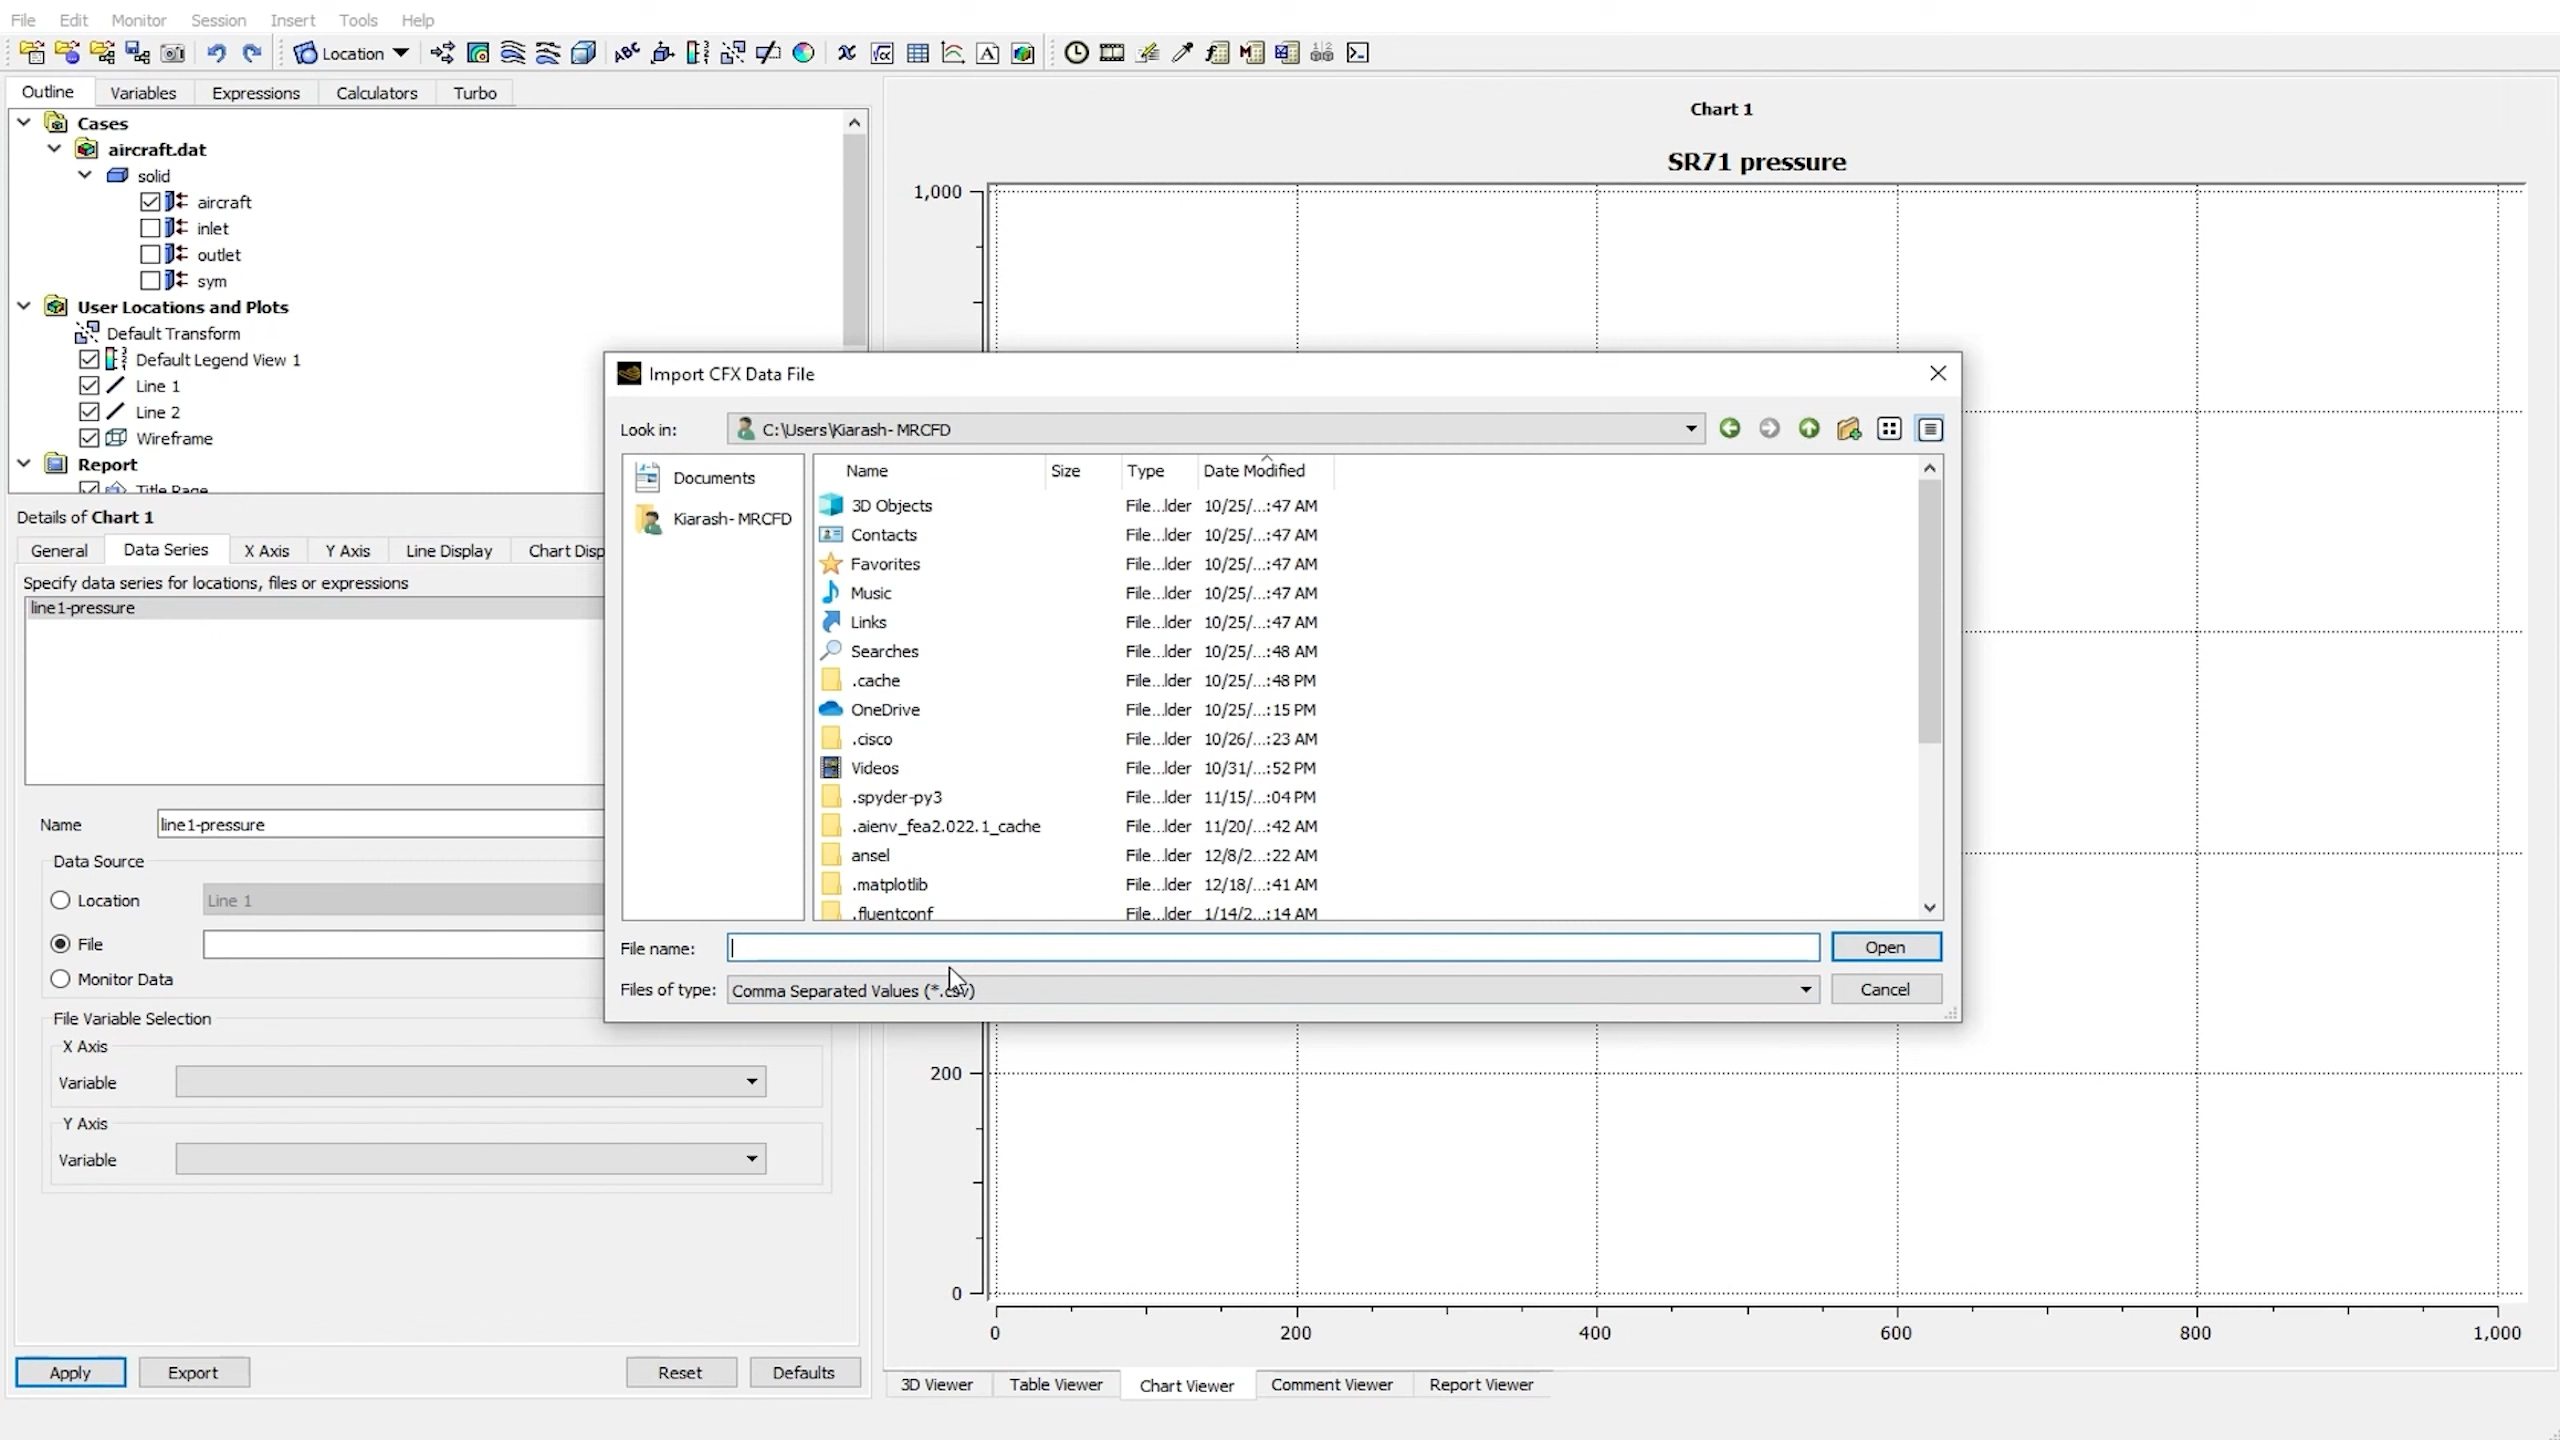 File Edit Monitor Session Insert Tools Help
Location
Outline Variables Expressions Calculators Turbo
Cases
aircraft.dat
solid
aircraft
inlet
outlet
sym
User Locations and Plots
Default Transform
Default Legend View 1
Line 1
Line 2
Wireframe
Report
Title Page
Details of Chart 1
General Data Series X Axis Y Axis Line Display Chart Disp
Specify data series for locations, files or expressions
line1-pressure
Name line1-pressure
Data Source
Location Line 1
File
Monitor Data
File Variable Selection
X Axis
Variable
Y Axis
Variable
Apply Export Reset Defaults
Chart 1
SR71 pressure
1,000
200
0
0 200 400 600 800 1,000
3D Viewer Table Viewer Chart Viewer Comment Viewer Report Viewer
Import CFX Data File
Look in: C:\Users\Kiarash- MRCFD
Documents
Kiarash- MRCFD
Name Size Type Date Modified
3D Objects File...lder 10/25/...:47 AM
Contacts File...lder 10/25/...:47 AM
Favorites File...lder 10/25/...:47 AM
Music File...lder 10/25/...:47 AM
Links File...lder 10/25/...:47 AM
Searches File...lder 10/25/...:48 AM
.cache File...lder 10/25/...:48 PM
OneDrive File...lder 10/25/...:15 PM
.cisco File...lder 10/26/...:23 AM
Videos File...lder 10/31/...:52 PM
.spyder-py3 File...lder 11/15/...:04 PM
.aienv_fea2.022.1_cache File...lder 11/20/...:42 AM
ansel File...lder 12/8/2...:22 AM
.matplotlib File...lder 12/18/...:41 AM
.fluentconf File...lder 1/14/2...:14 AM
File name: Open
Files of type: Comma Separated Values (*.csv) Cancel